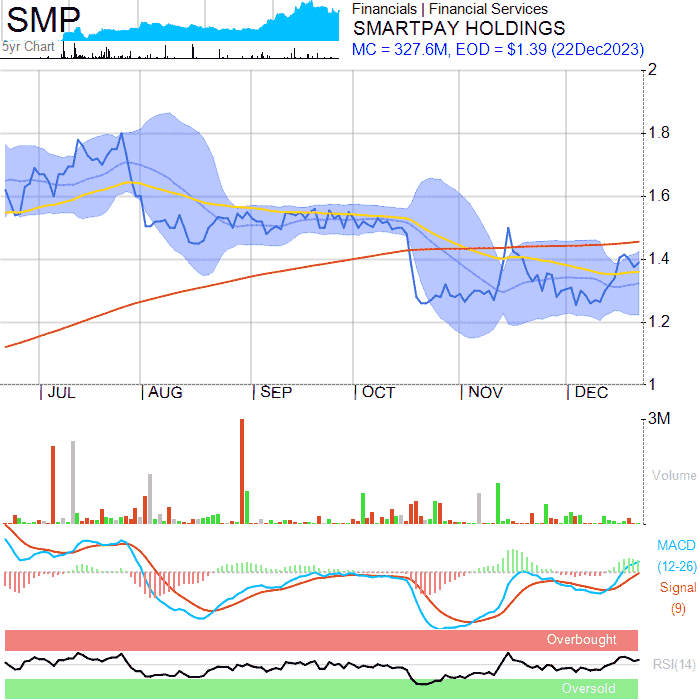 SMP
5yr Chart
Financials | Financial Services
SMARTPAY HOLDINGS
MC = 327.6M, EOD = $1.39 (22Dec2023)
2
1.8
1.6
1.4
1.2
1
JUL AUG SEP OCT NOV DEC
3M
Volume
MACD
(12-26)
Signal
(9)
Overbought
RSI(14)
Oversold